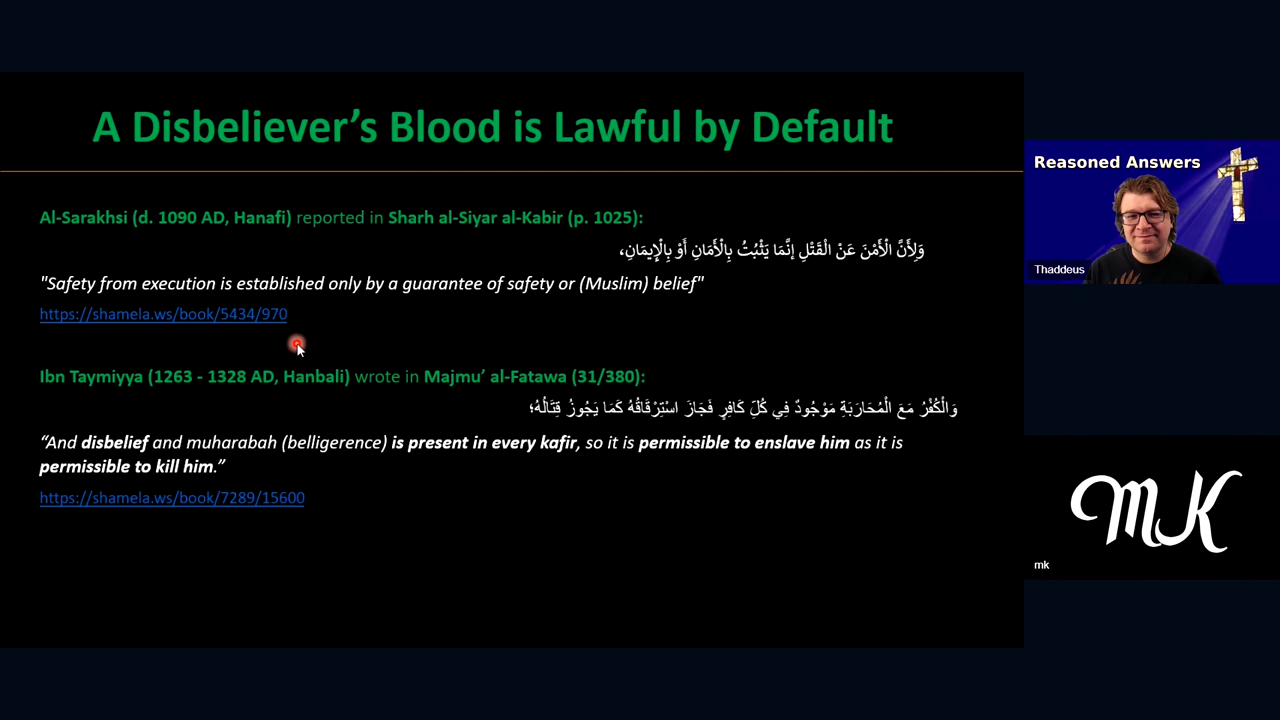 A Disbeliever's Blood is Lawful by Default
Al-Sarakhsi (d. 1090 AD, Hanafi) reported in Sharh al-Siyar al-Kabir (p. 1025):
وَلِأَنَّ الْأَمْنَ عَنْ الْقَتْلِ إنَّمَا يَثْبُتُ بِالْأَمَانِ أَوْ بِالْإِيمَانِ،
"Safety from execution is established only by a guarantee of safety or (Muslim) belief"
https://shamela.ws/book/5434/970
Ibn Taymiyya (1263 - 1328 AD, Hanbali) wrote in Majmu' al-Fatawa (31/380):
وَالْكُفْرُ مَعَ الْمُحَارَبَةِ مَوْجُودٌ فِي كُلِّ كَافِرٍ فَجَازَ اسْتِرْقَاقُهُ كَمَا يَجُوزُ قِتَالُهُ؛
“And disbelief and muharabah (belligerence) is present in every kafir, so it is permissible to enslave him as it is
permissible to kill him.”
https://shamela.ws/book/7289/15600
Reasoned Answers
Thaddeus
MK
mk